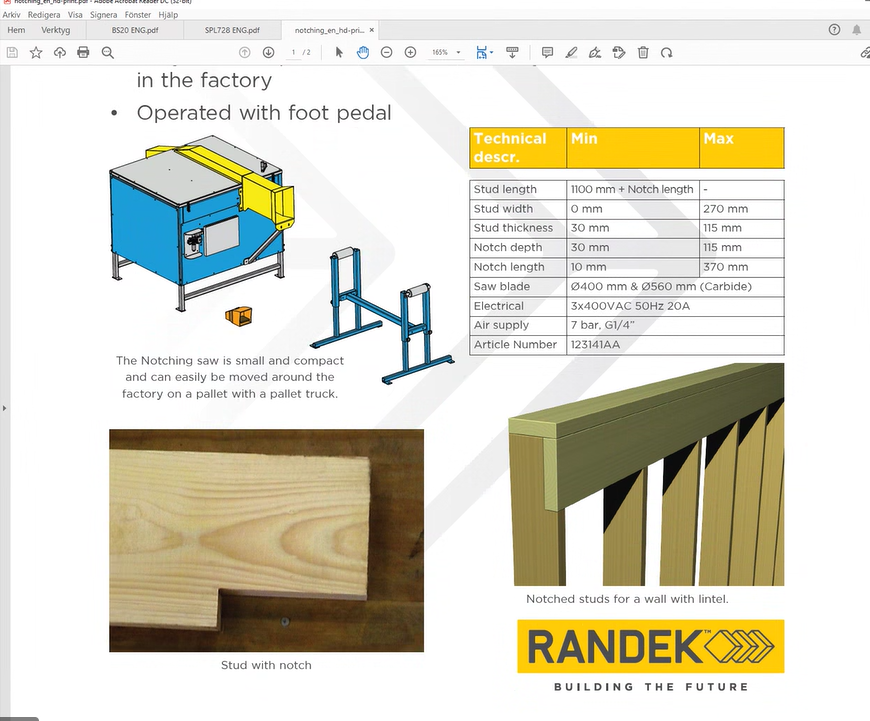 notching_en_hd-print.pdf - Adobe Acrobat Reader DC (32-bit)
Arkiv Redigera Visa Signera Fönster Hjälp
Hem Verktyg BS20 ENG.pdf SPL728 ENG.pdf notching_en_hd-pri... ×
1 / 2 165%
in the factory
• Operated with foot pedal
Technical descr. Min Max
Stud length 1100 mm + Notch length -
Stud width 0 mm 270 mm
Stud thickness 30 mm 115 mm
Notch depth 30 mm 115 mm
Notch length 10 mm 370 mm
Saw blade Ø400 mm & Ø560 mm (Carbide)
Electrical 3x400VAC 50Hz 20A
Air supply 7 bar, G1/4”
Article Number 123141AA
The Notching saw is small and compact
and can easily be moved around the
factory on a pallet with a pallet truck.
Stud with notch
Notched studs for a wall with lintel.
RANDEK™
BUILDING THE FUTURE